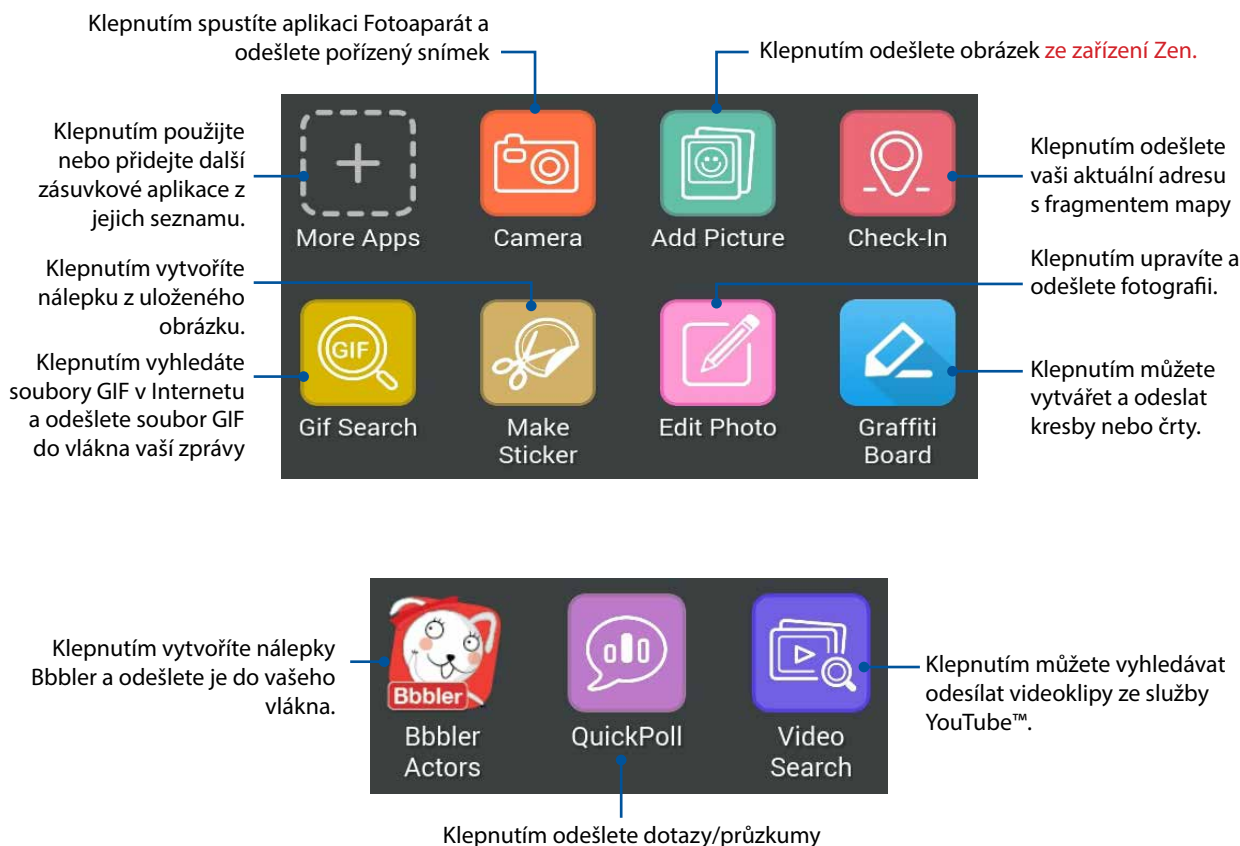 Klepnutím spustíte aplikaci Fotoaparát a
odešlete pořízený snímek
Klepnutím odešlete obrázek ze zařízení Zen.
Klepnutím použijte
nebo přidejte další
zásuvkové aplikace z
jejich seznamu.
More Apps
Camera
Add Picture
Check-In
Klepnutím odešlete
vaši aktuální adresu
s fragmentem mapy
Klepnutím vytvoříte
nálepku z uloženého
obrázku.
Klepnutím upravíte a
odešlete fotografii.
Klepnutím vyhledáte
soubory GIF v Internetu
a odešlete soubor GIF
do vlákna vaší zprávy
GIF
Gif Search
Make
Sticker
Edit Photo
Graffiti
Board
Klepnutím můžete
vytvářet a odeslat
kresby nebo črty.
Klepnutím vytvoříte nálepky
Bbbler a odešlete je do vašeho
vlákna.
Bbbler
Bbbler
Actors
QuickPoll
Video
Search
Klepnutím můžete vyhledávat
odesílat videoklipy ze služby
YouTube™.
Klepnutím odešlete dotazy/průzkumy